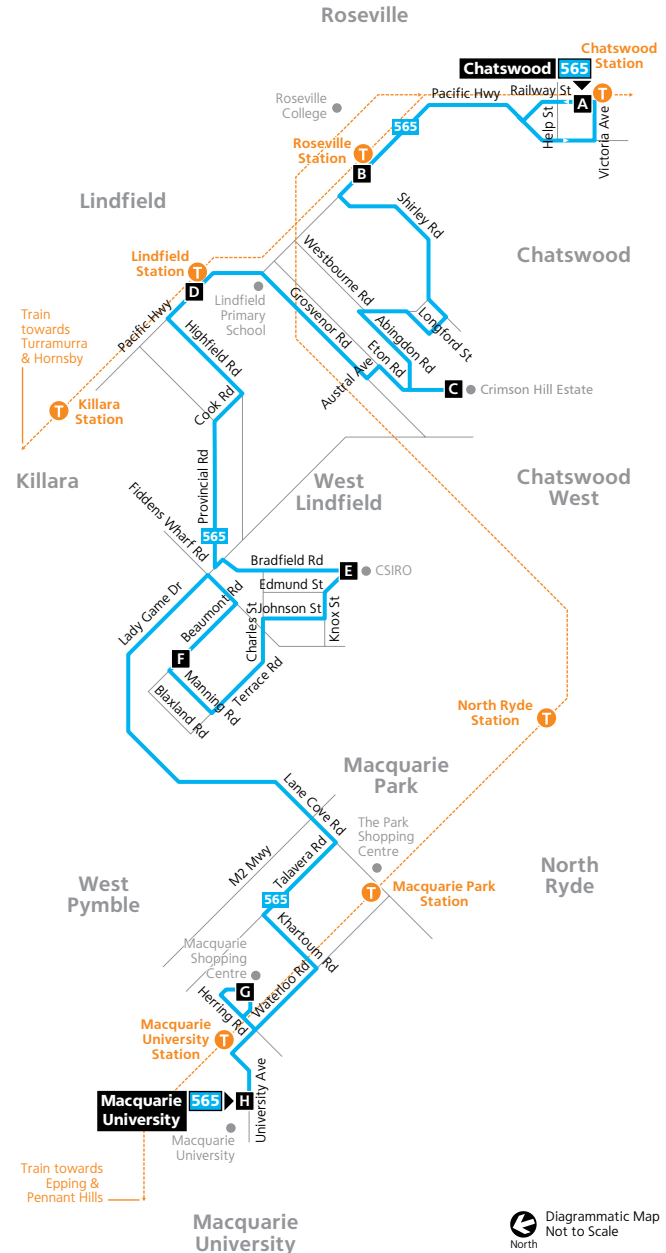 Roseville
Chatswood
Station
Chatswood 565
T
Railway St
Pacific Hwy
A
Help St
Victoria Ave
Roseville
College
565
Roseville
Station
T
B
Lindfield
Shirley Rd
Chatswood
Lindfield
Station
T
D
Westbourne Rd
Lindfield
Primary
School
Grosvenor Rd
Longford St
Abingdon Rd
Eton Rd
Austral Ave
C
Crimson Hill Estate
Train
towards
Turramurra
& Hornsby
Pacific Hwy
Highfield Rd
Cook Rd
T
Killara
Station
Killara
West
Lindfield
Chatswood
West
Provincial Rd
Fiddens Wharf Rd
565
Bradfield Rd
E
CSIRO
Edmund St
Johnson St
Knox St
Charles St
Beaumont Rd
Lady Game Dr
F
Manning Rd
Terrace Rd
Blaxland Rd
North Ryde
Station
T
Macquarie
Park
Lane Cove Rd
The Park
Shopping
Centre
M2 Mwy
Talavera Rd
North
Ryde
West
Pymble
T
Macquarie Park
Station
565
Khartoum Rd
Macquarie
Shopping
Centre
G
Waterloo Rd
Herring Rd
Macquarie
University
Station
T
University Ave
Macquarie
University
565
H
Macquarie
University
Train towards
Epping &
Pennant Hills
Macquarie
University
North
Diagrammatic Map
Not to Scale